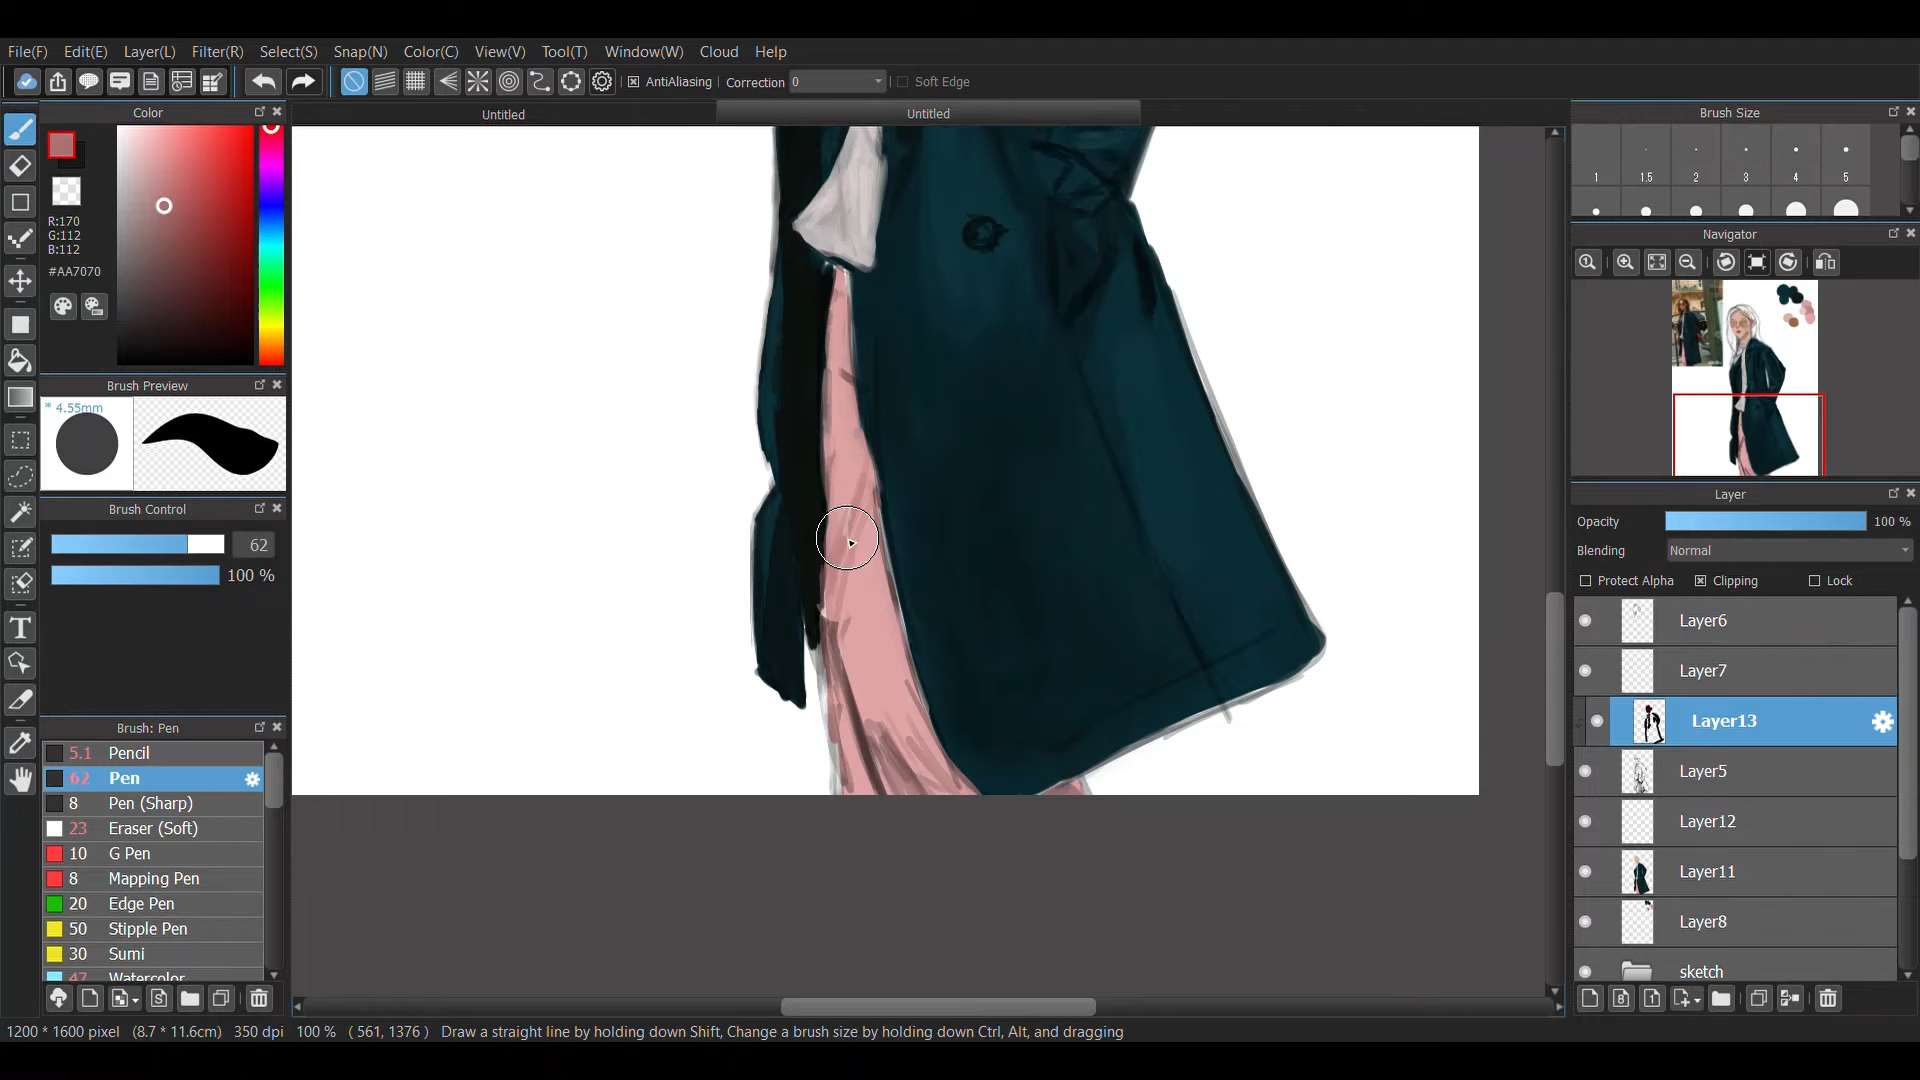 File(F) Edit(E) Layer(L) Filter(R) Select(S) Snap(N) Color(C) View(V) Tool(T) Window(W) Cloud Help
AntiAliasing Correction 0 Soft Edge
Color
Untitled
Untitled
Brush Size
R:170
G:112
B:112
#AA7070
1 1.5 2 3 4 5
Navigator
Brush Preview
* 4.55mm
Brush Control
62
100 %
Brush: Pen
5.1 Pencil
62 Pen
8 Pen (Sharp)
23 Eraser (Soft)
10 G Pen
8 Mapping Pen
20 Edge Pen
50 Stipple Pen
30 Sumi
47 Watercolor
Layer
Opacity 100 %
Blending Normal
Protect Alpha Clipping Lock
Layer6
Layer7
Layer13
Layer5
Layer12
Layer11
Layer8
sketch
1200 * 1600 pixel (8.7 * 11.6cm) 350 dpi 100 % ( 561, 1376 ) Draw a straight line by holding down Shift, Change a brush size by holding down Ctrl, Alt, and dragging